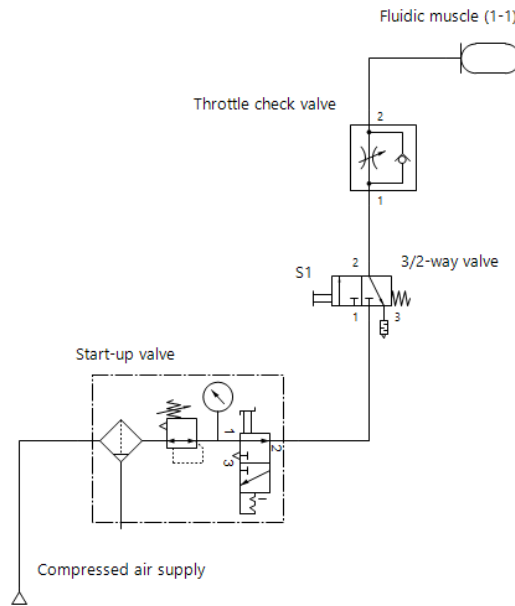 Fluidic muscle (1-1)
Throttle check valve
2
1
S1
2
3/2-way valve
1
3
Start-up valve
1
2
3
Compressed air supply